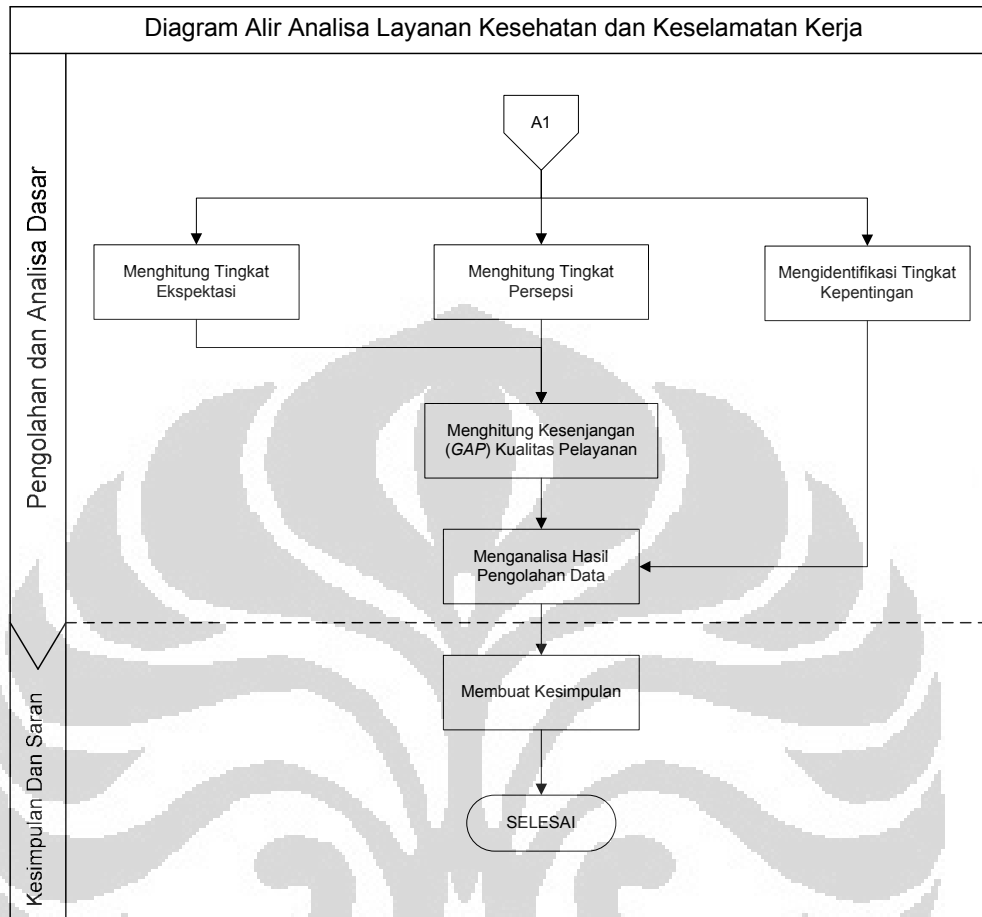 Diagram Alir Analisa Layanan Kesehatan dan Keselamatan Kerja
Pengolahan dan Analisa Dasar
A1
Menghitung Tingkat
Ekspektasi
Menghitung Tingkat
Persepsi
Mengidentifikasi Tingkat
Kepentingan
Menghitung Kesenjangan
(GAP) Kualitas Pelayanan
Menganalisa Hasil
Pengolahan Data
Kesimpulan Dan Saran
Membuat Kesimpulan
SELESAI